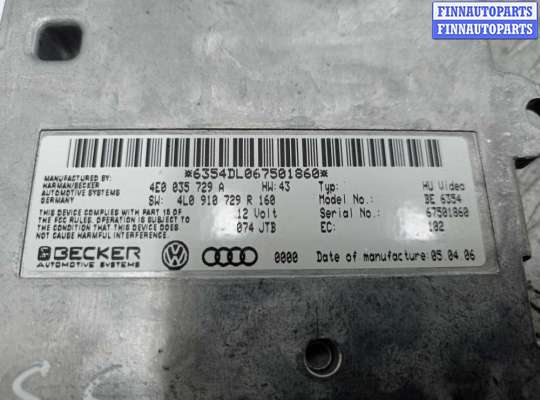 FINNAUTOPARTS
FINNAUTOPARTS
*6354DL067501860*
MANUFACTURED BY:
HARMAN/BECKER
AUTOMOTIVE SYSTEMS
GERMANY
4E0 035 729 A HW: 43 Typ: HU Video
SW: 4L0 910 729 R 160 Model No.: BE 6354
12 Volt Serial No.: 67501860
074 JTB EC: 102
THIS DEVICE COMPLIES WITH PART 15 OF
THE FCC RULES. OPERATION IS SUBJECT TO
THE CONDITION THAT THIS DEVICE DOES
NOT CAUSE HARMFUL INTERFERENCE
BECKER
AUTOMOTIVE SYSTEMS
0000 Date of manufacture: 05.04.06